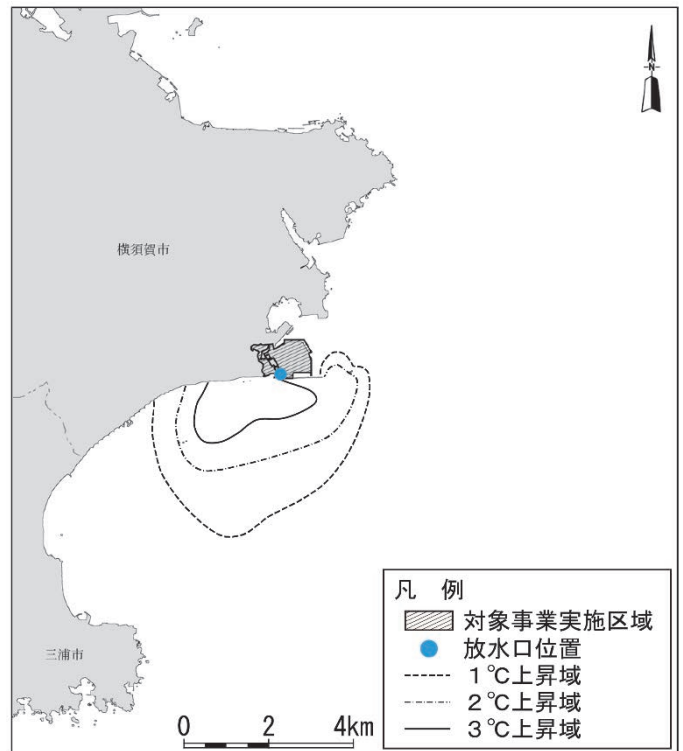 N
横須賀市
三浦市
凡 例
対象事業実施区域
放水口位置
1℃上昇域
2℃上昇域
3℃上昇域
0 2 4km